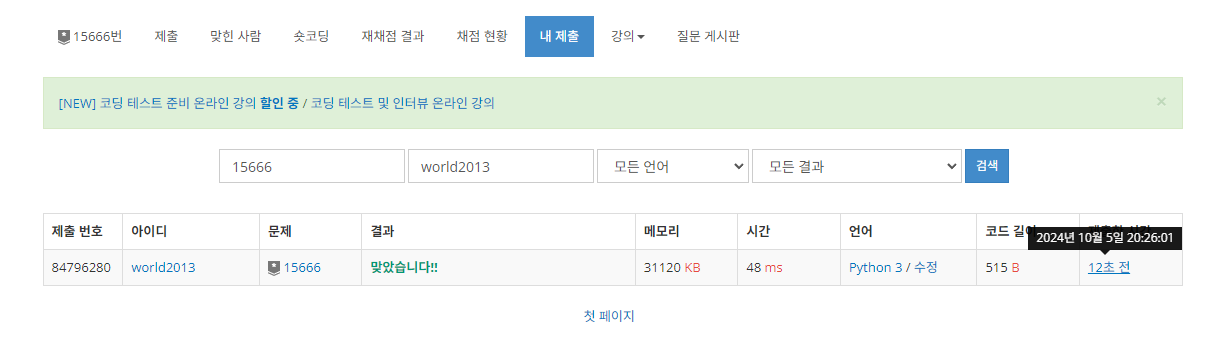 15666번 제출 맞힌 사람 숏코딩 재채점 결과 채점 현황 내 제출 강의 질문 게시판
[NEW] 코딩 테스트 준비 온라인 강의 할인 중 / 코딩 테스트 및 인터뷰 온라인 강의 ×
15666 world2013 모든 언어 모든 결과 검색
제출 번호 아이디 문제 결과 메모리 시간 언어 코드 길이
2024년 10월 5일 20:26:01
84796280 world2013 15666 맞았습니다!! 31120 KB 48 ms Python 3 / 수정 515 B 12초 전
첫 페이지